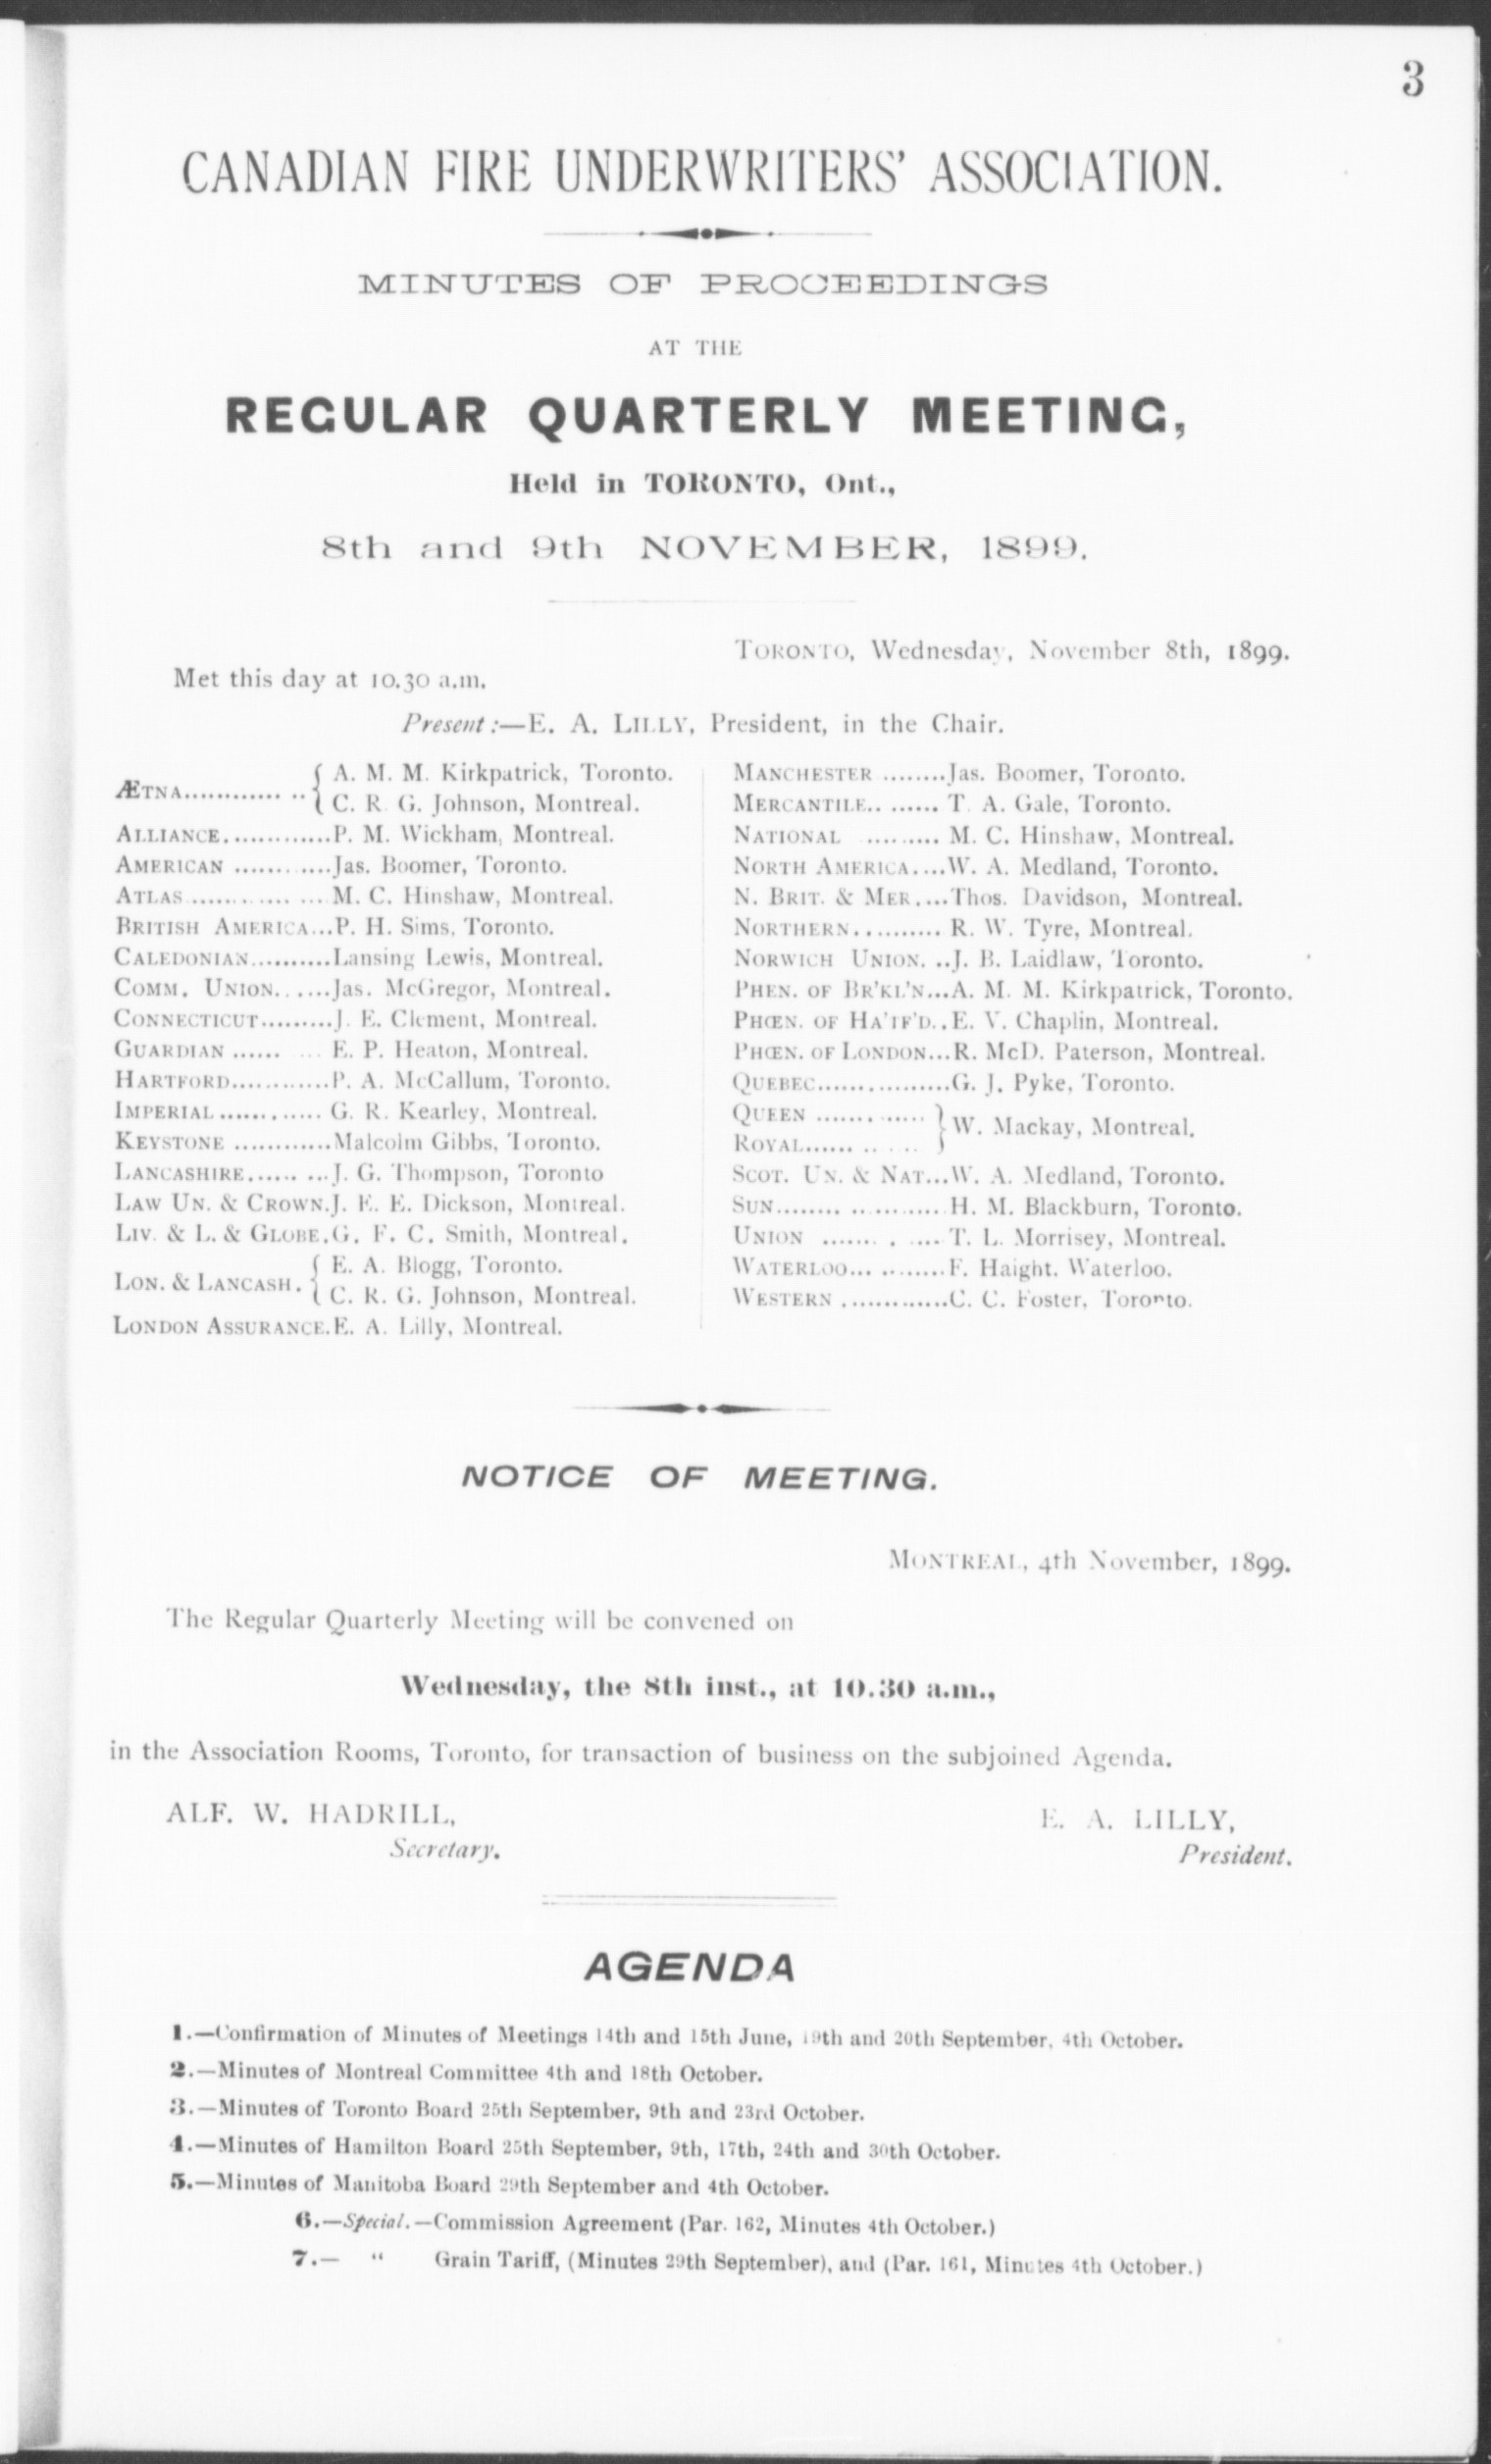 3
CANADIAN FIRE UNDERWRITERS' ASSOCIATION.
MINUTES OF PROCEEDINGS
AT THE
REGULAR QUARTERLY MEETING,
Held in TORONTO, Ont.,
8th and 9th NOVEMBER, 1899.
TORONTO, Wednesday, November 8th, 1899.
Met this day at 10.30 a.m.
Present:—E. A. LILLY, President, in the Chair.
ÆTNA.............. { A. M. M. Kirkpatrick, Toronto.
C. R. G. Johnson, Montreal.
ALLIANCE.............P. M. Wickham, Montreal.
AMERICAN ............Jas. Boomer, Toronto.
ATLAS................M. C. Hinshaw, Montreal.
BRITISH AMERICA...P. H. Sims, Toronto.
CALEDONIAN..........Lansing Lewis, Montreal.
COMM. UNION.......Jas. McGregor, Montreal.
CONNECTICUT.........J. E. Clement, Montreal.
GUARDIAN ......... E. P. Heaton, Montreal.
HARTFORD............P. A. McCallum, Toronto.
IMPERIAL ............ G. R. Kearley, Montreal.
KEYSTONE ............Malcolm Gibbs, Toronto.
LANCASHIRE.........J. G. Thompson, Toronto
LAW UN. & CROWN.J. E. E. Dickson, Montreal.
LIV. & L. & GLOBE.G. F. C. Smith, Montreal.
LON. & LANCASH. { E. A. Blogg, Toronto.
C. R. G. Johnson, Montreal.
LONDON ASSURANCE.E. A. Lilly, Montreal.
MANCHESTER ........Jas. Boomer, Toronto.
MERCANTILE........ T. A. Gale, Toronto.
NATIONAL ......... M. C. Hinshaw, Montreal.
NORTH AMERICA....W. A. Medland, Toronto.
N. BRIT. & MER....Thos. Davidson, Montreal.
NORTHERN.......... R. W. Tyre, Montreal.
NORWICH UNION. ..J. B. Laidlaw, Toronto.
PHEN. OF BR'KL'N...A. M. M. Kirkpatrick, Toronto.
PHŒN. OF HA'TF'D..E. V. Chaplin, Montreal.
PHŒN. OF LONDON...R. McD. Paterson, Montreal.
QUEBEC................G. J. Pyke, Toronto.
QUEEN .............
ROYAL............ } W. Mackay, Montreal.
SCOT. UN. & NAT...W. A. Medland, Toronto.
SUN...................H. M. Blackburn, Toronto.
UNION ............ T. L. Morrisey, Montreal.
WATERLOO............F. Haight. Waterloo.
WESTERN .............C. C. Foster, Toronto.
NOTICE OF MEETING.
MONTREAL, 4th November, 1899.
The Regular Quarterly Meeting will be convened on
Wednesday, the 8th inst., at 10.30 a.m.,
in the Association Rooms, Toronto, for transaction of business on the subjoined Agenda.
ALF. W. HADRILL, E. A. LILLY,
Secretary. President.
AGENDA
1.—Confirmation of Minutes of Meetings 14th and 15th June, 19th and 20th September, 4th October.
2.—Minutes of Montreal Committee 4th and 18th October.
3.—Minutes of Toronto Board 25th September, 9th and 23rd October.
4.—Minutes of Hamilton Board 25th September, 9th, 17th, 24th and 30th October.
5.—Minutes of Manitoba Board 29th September and 4th October.
6.—Special.—Commission Agreement (Par. 162, Minutes 4th October.)
7.— " Grain Tariff, (Minutes 29th September), and (Par. 161, Minutes 4th October.)